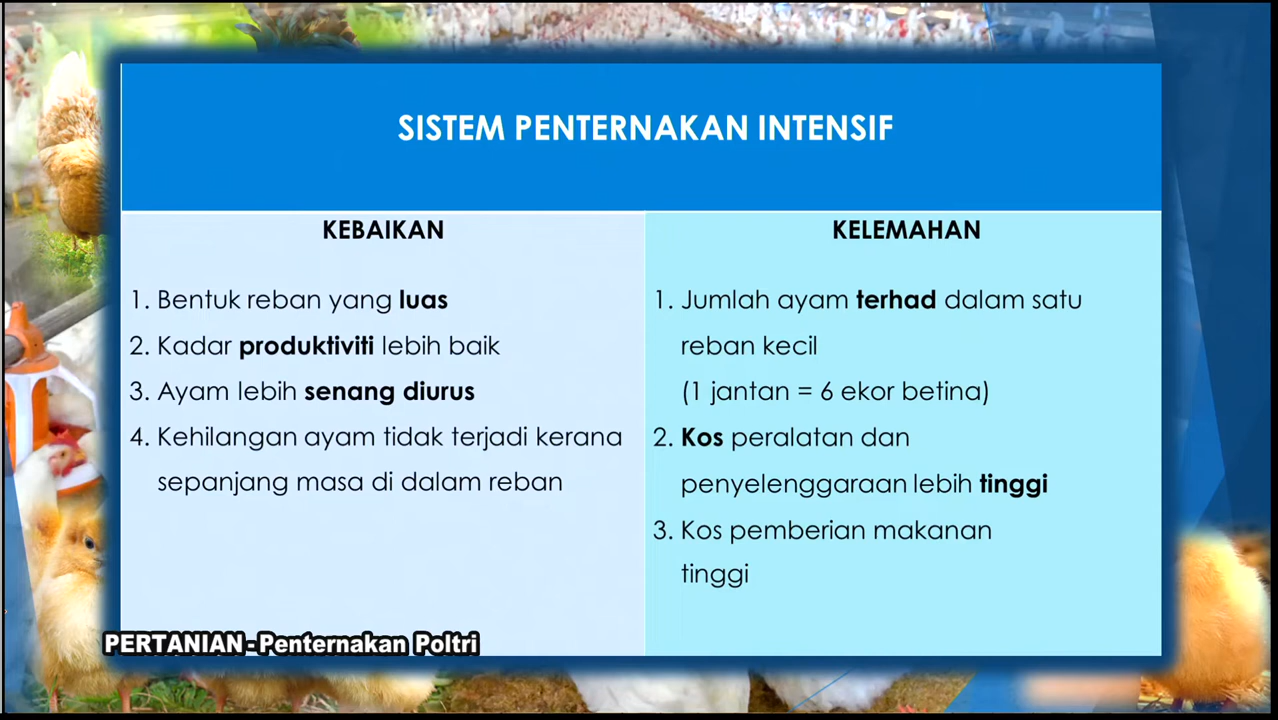 SISTEM PENTERNAKAN INTENSIF
KEBAIKAN
1. Bentuk reban yang luas
2. Kadar produktiviti lebih baik
3. Ayam lebih senang diurus
4. Kehilangan ayam tidak terjadi kerana
sepanjang masa di dalam reban
KELEMAHAN
1. Jumlah ayam terhad dalam satu
reban kecil
(1 jantan = 6 ekor betina)
2. Kos peralatan dan
penyelenggaraan lebih tinggi
3. Kos pemberian makanan
tinggi
PERTANIAN - Penternakan Poltri